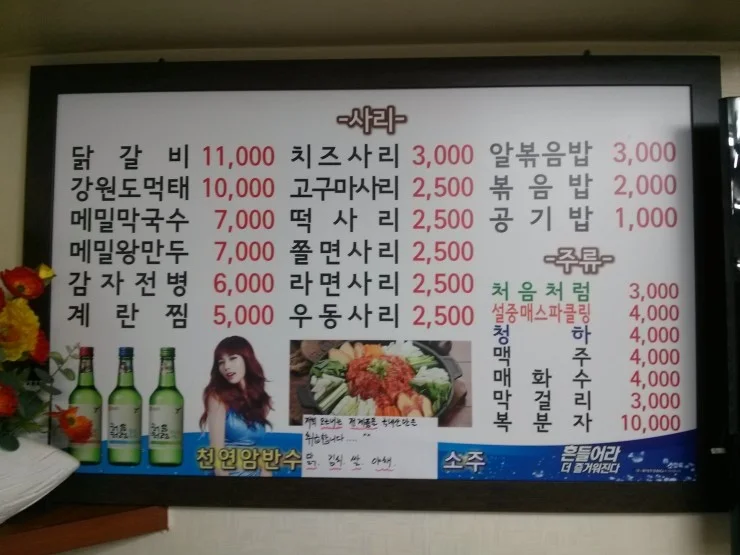 -사리-
닭갈비 11,000
강원도먹태 10,000
메밀막국수 7,000
메밀왕만두 7,000
감자전병 6,000
계란찜 5,000
치즈사리 3,000
고구마사리 2,500
떡사리 2,500
쫄면사리 2,500
라면사리 2,500
우동사리 2,500
알볶음밥 3,000
볶음밥 2,000
공기밥 1,000
-주류-
처음처럼 3,000
설중매스파클링 4,000
청하 4,000
맥주 4,000
매화수 4,000
막걸리 3,000
복분자 10,000
천연암반수
소주
흔들어라
더 즐거워진다
닭. 김치 쌀 야채.